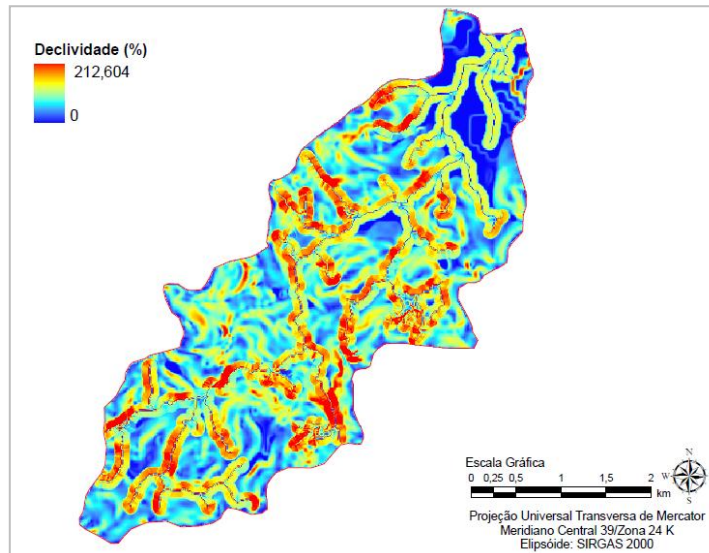 Declividade (%)
212,604
0
Escala Gráfica
0 0,25 0,5 1 1,5 2
km
N
W E
S
Projeção Universal Transversa de Mercator
Meridiano Central 39/Zona 24 K
Elipsóide: SIRGAS 2000